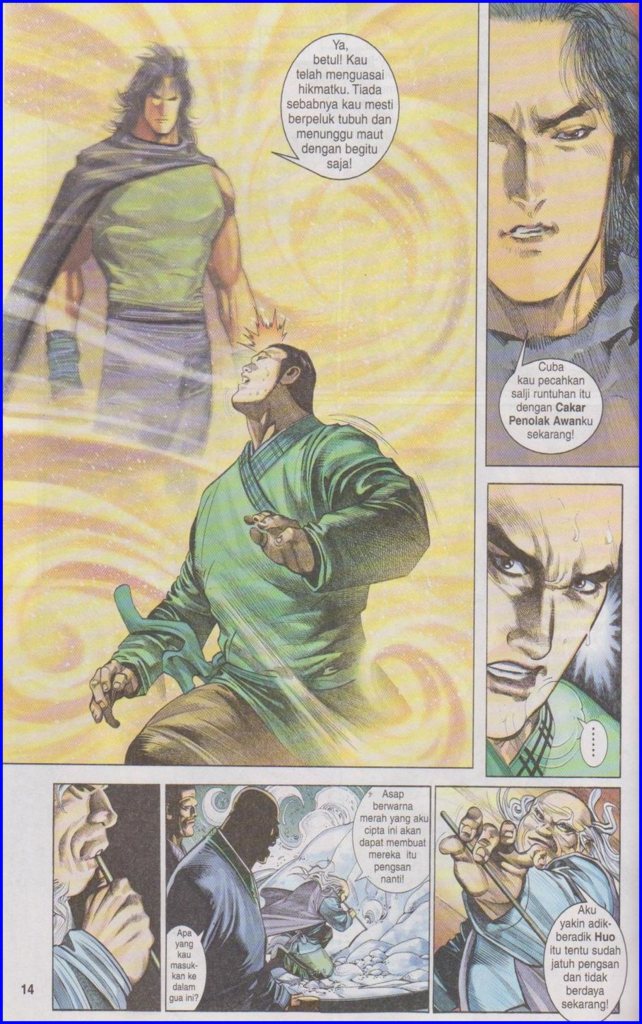 Ya,
betul! Kau
telah menguasai
hikmatku. Tiada
sebabnya kau mesti
berpeluk tubuh dan
menunggu maut
dengan begitu
saja!
Cuba
kau pecahkan
salji runtuhan itu
dengan Cakar
Penolak Awanku
sekarang!
......
Apa
yang
kau
masuk-
kan ke
dalam
gua ini?
Asap
berwarna
merah yang aku
cipta ini akan
dapat membuat
mereka itu
pengsan
nanti!
Aku
yakin adik-
beradik Huo
itu tentu sudah
jatuh pengsan
dan tidak
berdaya
sekarang!
14